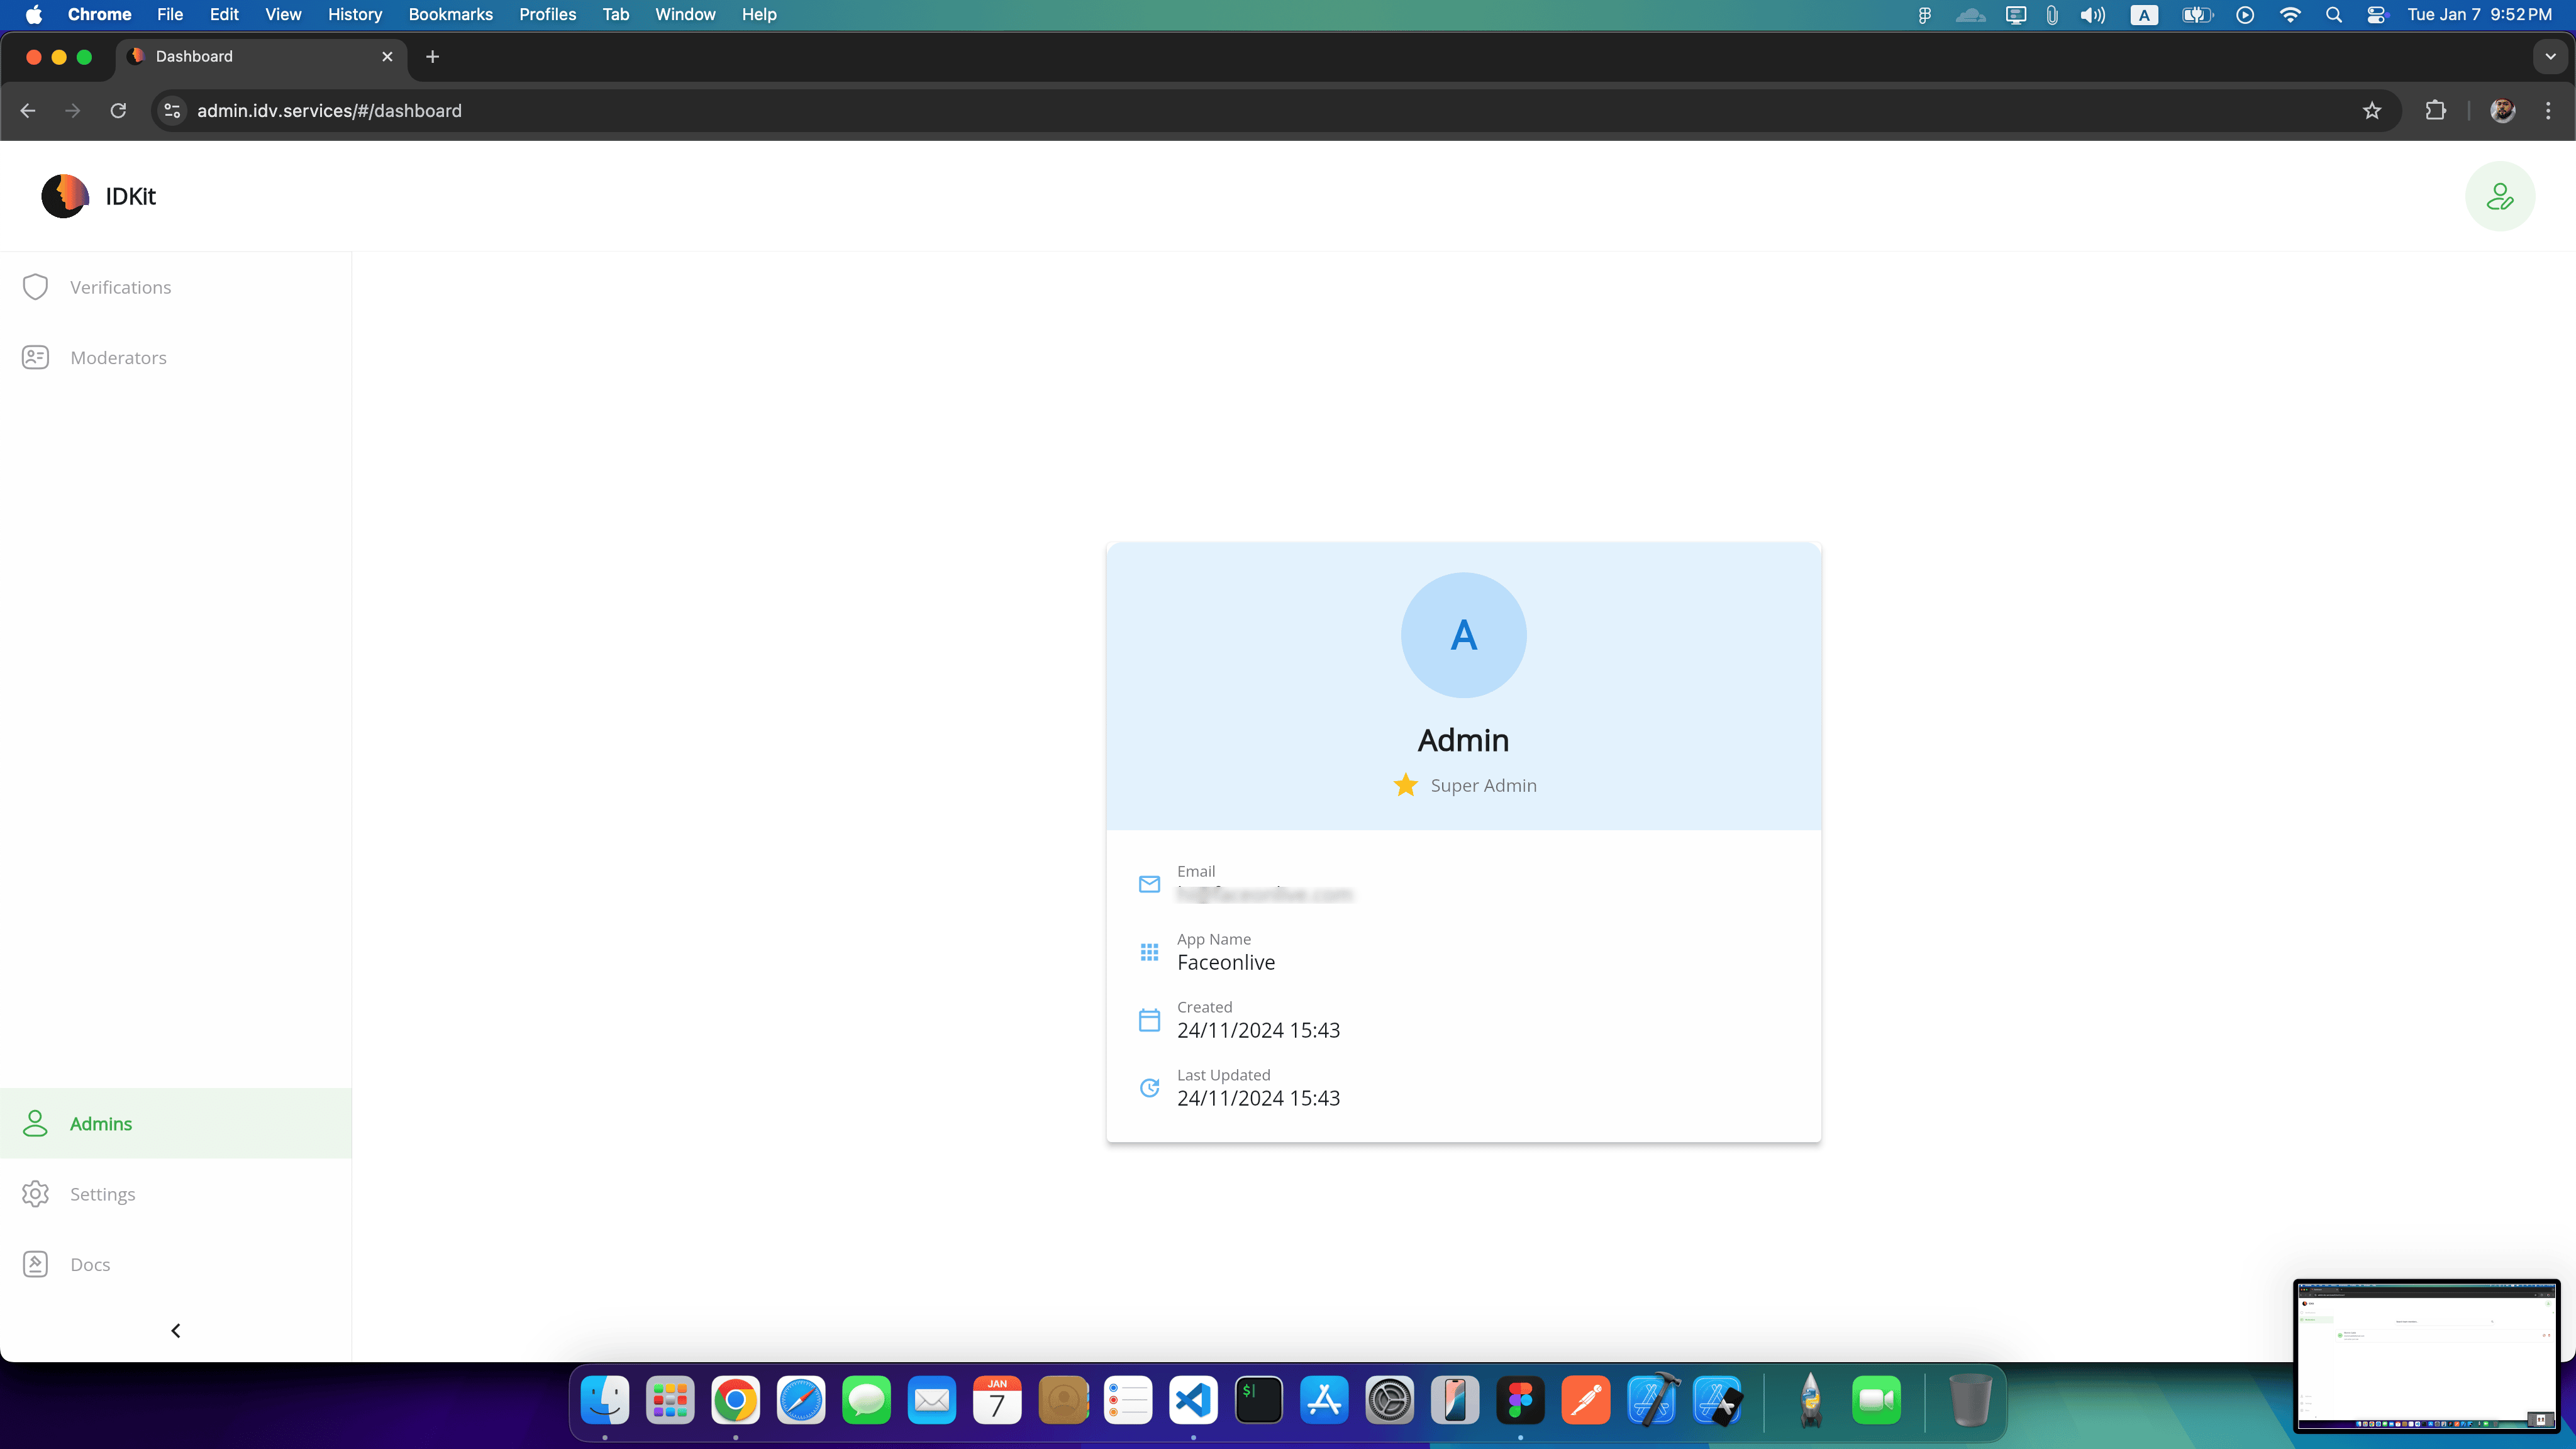 Chrome File Edit View History Bookmarks Profiles Tab Window Help
A
Tue Jan 7 9:52 PM
Dashboard
admin.idv.services/#/dashboard
IDKit
Verifications
Moderators
A
Admin
Super Admin
Email
App Name
Faceonlive
Created
24/11/2024 15:43
Last Updated
24/11/2024 15:43
Admins
Settings
Docs
JAN
7
$